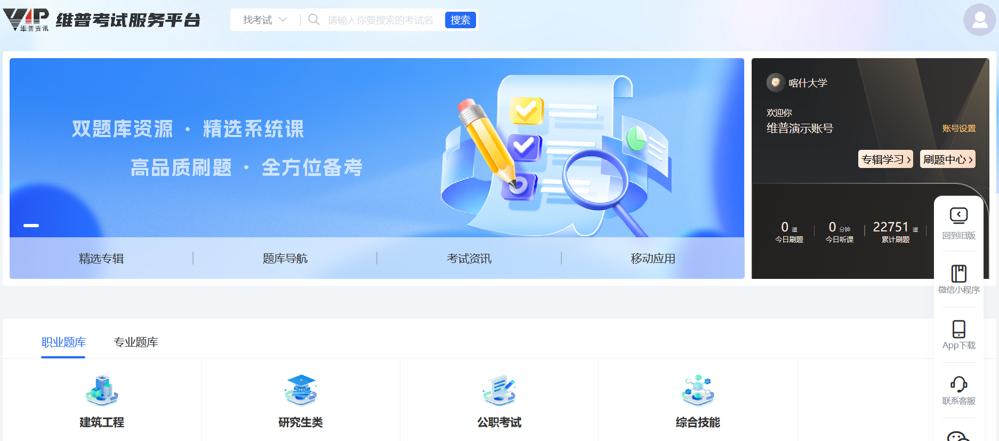 VIP 维普资讯 维普考试服务平台
找考试 请输入你要搜索的考试名 搜索
双题库资源 · 精选系统课
高品质刷题 · 全方位备考
精选专辑 题库导航 考试资讯 移动应用
喀什大学
欢迎你
维普演示账号 账号设置
专辑学习 刷题中心
0 道 0 分钟 22751 道
今日刷题 今日听课 累计刷题
回到旧版
微信小程序
App下载
联系客服
职业题库 专业题库
建筑工程 研究生类 公职考试 综合技能